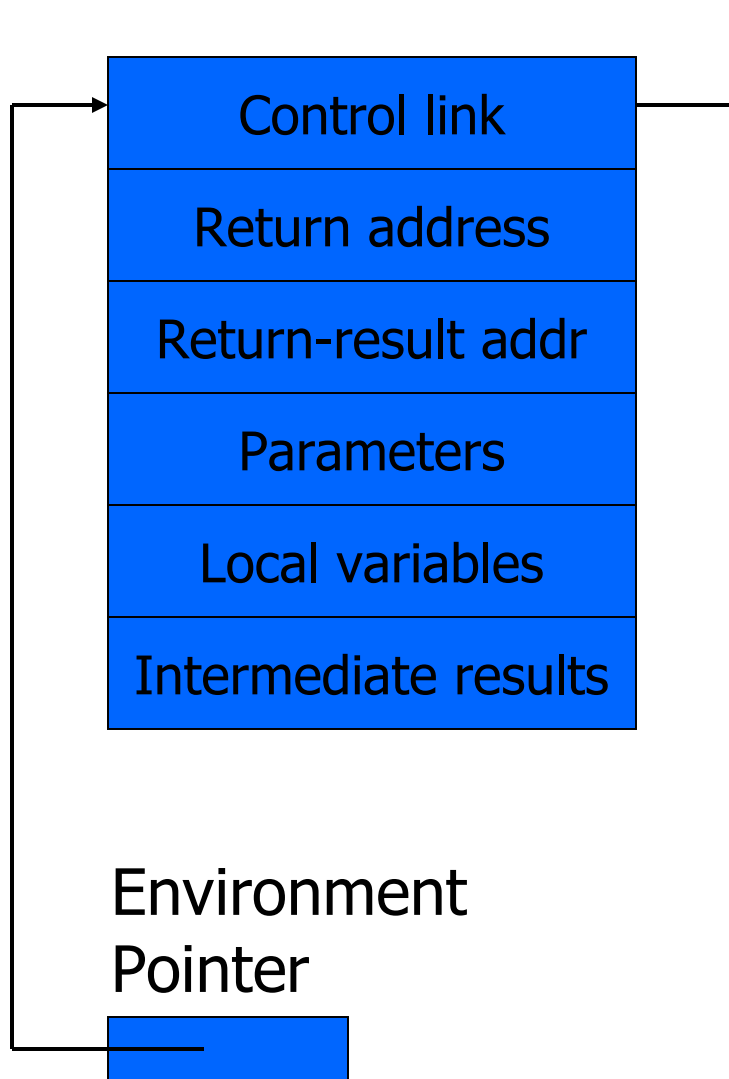 Control link
Return address
Return-result addr
Parameters
Local variables
Intermediate results
Environment
Pointer